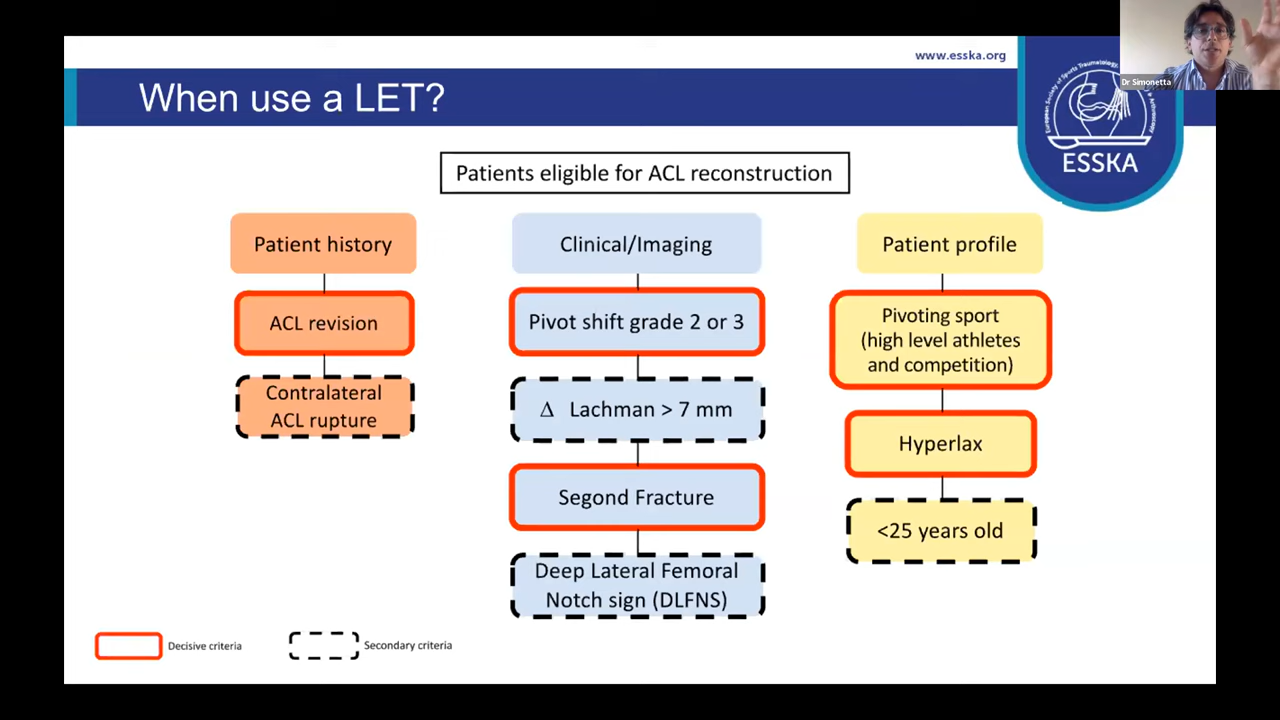 www.esska.org
Dr Simonetta
When use a LET?
ESSKA
Patients eligible for ACL reconstruction
Patient history
ACL revision
Contralateral
ACL rupture
Clinical/Imaging
Pivot shift grade 2 or 3
Δ Lachman > 7 mm
Segond Fracture
Deep Lateral Femoral
Notch sign (DLFNS)
Patient profile
Pivoting sport
(high level athletes
and competition)
Hyperlax
<25 years old
Decisive criteria
Secondary criteria